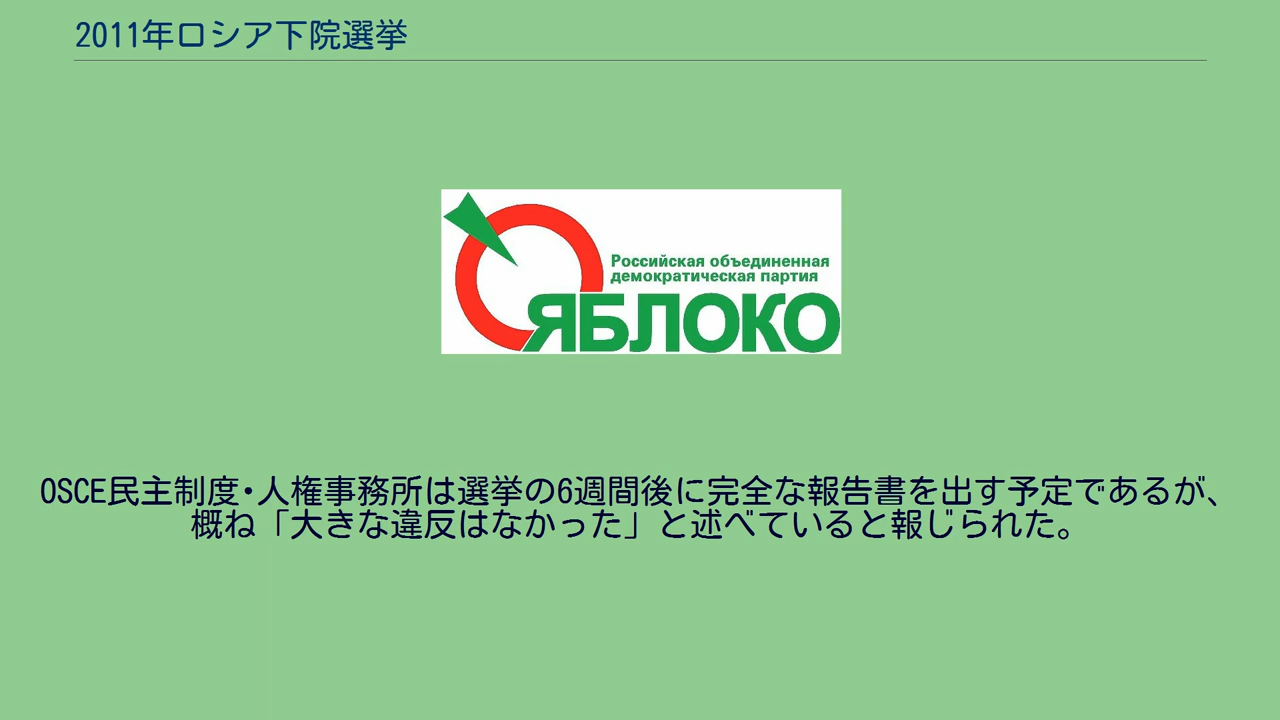 2011年ロシア下院選挙
Российская объединенная
демократическая партия
ЯБЛОКО
OSCE民主制度･人権事務所は選挙の6週間後に完全な報告書を出す予定であるが、
概ね「大きな違反はなかった」と述べていると報じられた。